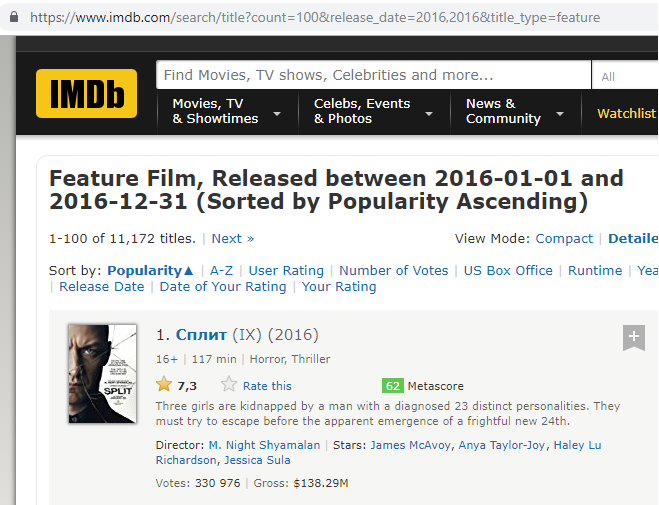 https://www.imdb.com/search/title?count=100&release_date=2016,2016&title_type=feature
IMDb
Find Movies, TV shows, Celebrities and more...
All
Movies, TV
& Showtimes
Celebs, Events
& Photos
News &
Community
Watchlist
Feature Film, Released between 2016-01-01 and
2016-12-31 (Sorted by Popularity Ascending)
1-100 of 11,172 titles. | Next »
View Mode: Compact | Detaile
Sort by: Popularity▲ | A-Z | User Rating | Number of Votes | US Box Office | Runtime | Yea
| Release Date | Date of Your Rating | Your Rating
SPLIT
1. Сплит (IX) (2016)
16+ | 117 min | Horror, Thriller
7,3 Rate this 62 Metascore
Three girls are kidnapped by a man with a diagnosed 23 distinct personalities. They
must try to escape before the apparent emergence of a frightful new 24th.
Director: M. Night Shyamalan | Stars: James McAvoy, Anya Taylor-Joy, Haley Lu
Richardson, Jessica Sula
Votes: 330 976 | Gross: $138.29M